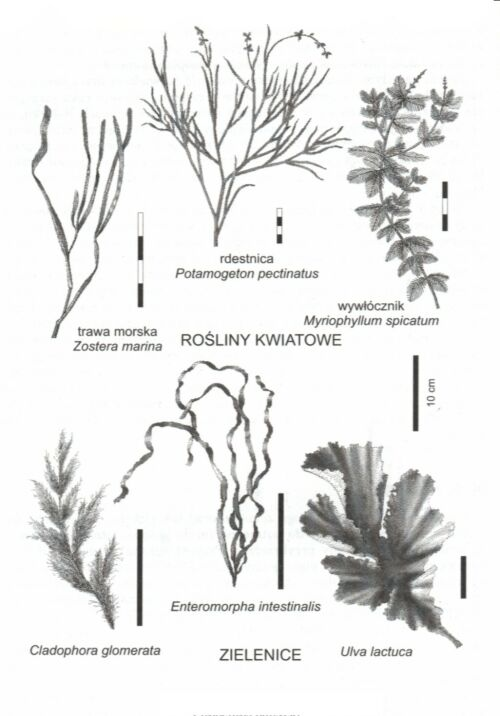 rdestnica
Potamogeton pectinatus
wywłócznik
Myriophyllum spicatum
trawa morska
Zostera marina
ROŚLINY KWIATOWE
10 cm
Enteromorpha intestinalis
Cladophora glomerata
ZIELENICE
Ulva lactuca